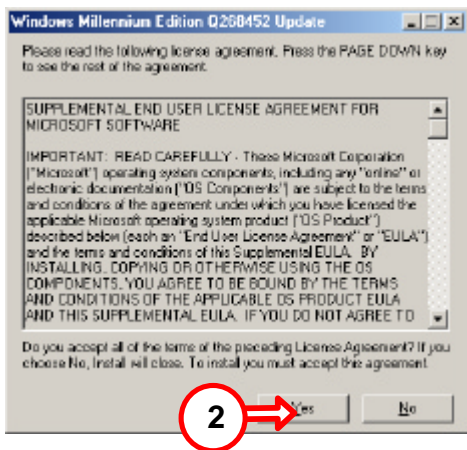 Windows Millennium Edition Q268452 Update
Please read the following license agreement. Press the PAGE DOWN key
to see the rest of the agreement.
SUPPLEMENTAL END USER LICENSE AGREEMENT FOR
MICROSOFT SOFTWARE
IMPORTANT: READ CAREFULLY - These Microsoft Corporation
("Microsoft") operating system components, including any "online" or
electronic documentation ("OS Components") are subject to the terms
and conditions of the agreement under which you have licensed the
applicable Microsoft operating system product ("OS Product")
described below (each an "End User License Agreement" or "EULA")
and the terms and conditions of this Supplemental EULA. BY
INSTALLING, COPYING OR OTHERWISE USING THE OS
COMPONENTS, YOU AGREE TO BE BOUND BY THE TERMS
AND CONDITIONS OF THE APPLICABLE OS PRODUCT EULA
AND THIS SUPPLEMENTAL EULA. IF YOU DO NOT AGREE TO
Do you accept all of the terms of the preceding License Agreement? If you
choose No, Install will close. To install you must accept this agreement.
2 Yes No